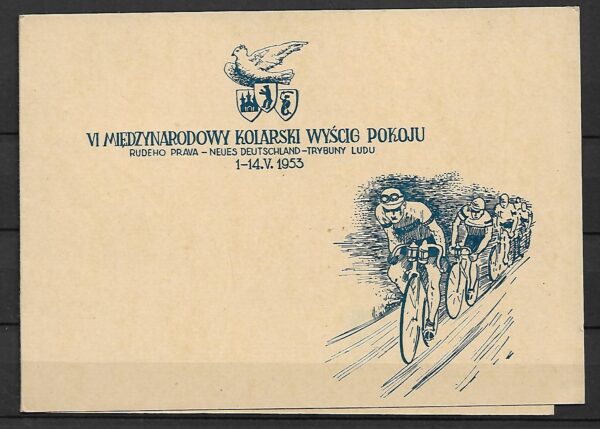 VI MIĘDZYNARODOWY KOLARSKI WYŚCIG POKOJU
RUDEHO PRAVA – NEUES DEUTSCHLAND – TRYBUNY LUDU
1–14.V. 1953